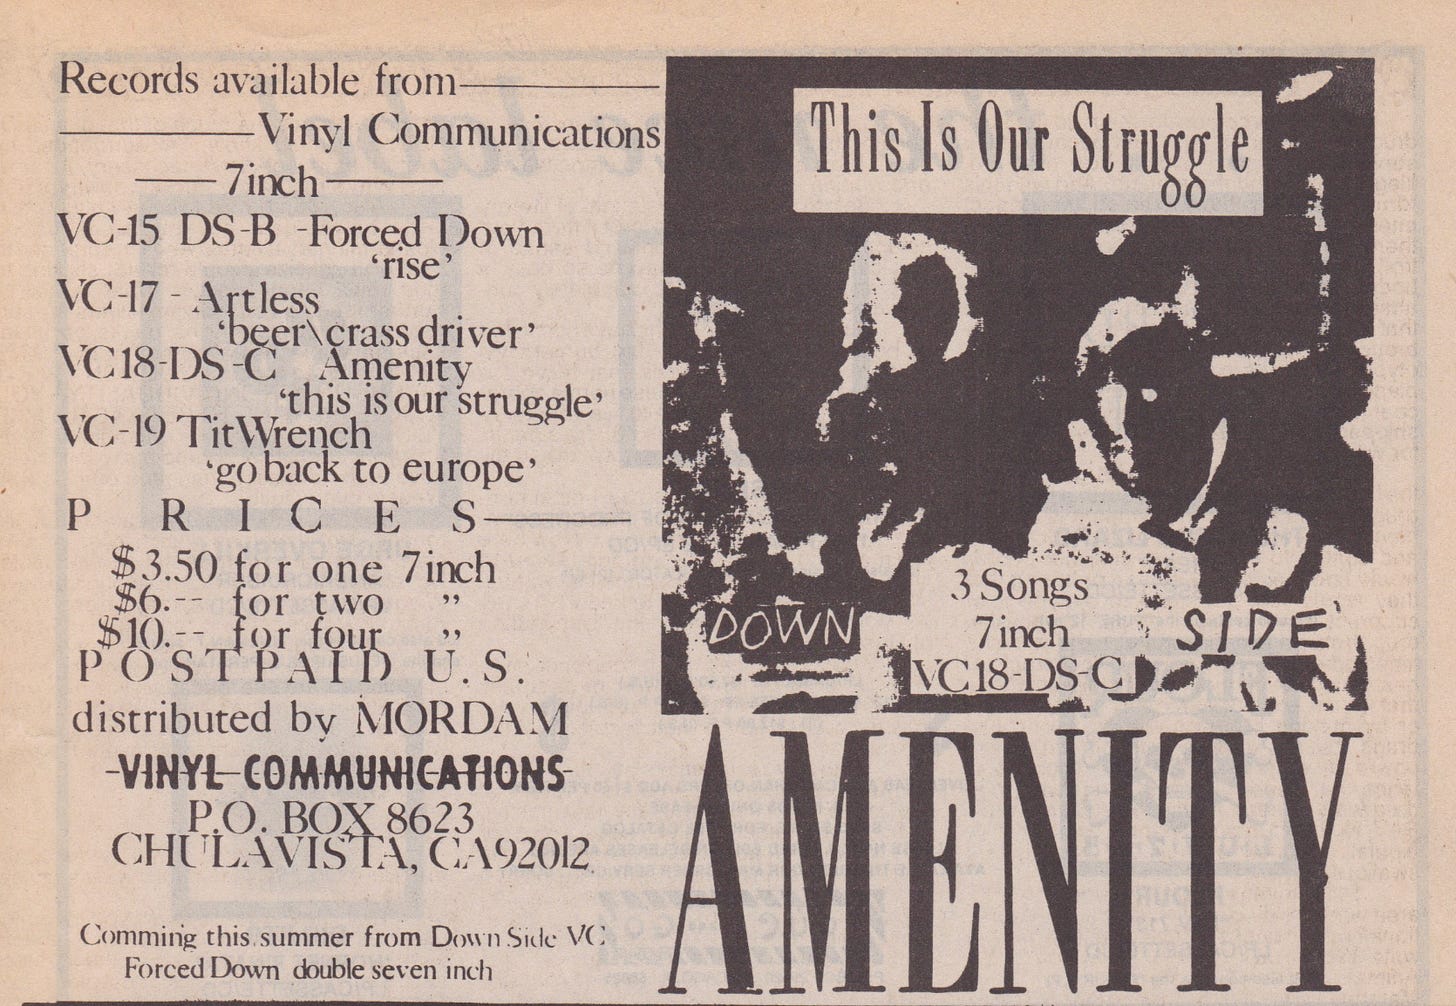 Records available from
Vinyl Communications
7inch
VC-15 DS-B -Forced Down
‘rise’
VC-17 - Artless
‘beer\crass driver’
VC18-DS-C Amenity
‘this is our struggle’
VC-19 TitWrench
‘go back to europe’
PRICES
$3.50 for one 7inch
$6.-- for two ”
$10.-- for four ”
POSTPAID U.S.
distributed by MORDAM
-VINYL-COMMUNICATIONS-
P.O. BOX 8623
CHULAVISTA, CA92012
Comming this summer from Down Side VC
Forced Down double seven inch
This Is Our Struggle
DOWN
3 Songs
7inch
VC18-DS-C
SIDE
AMENITY